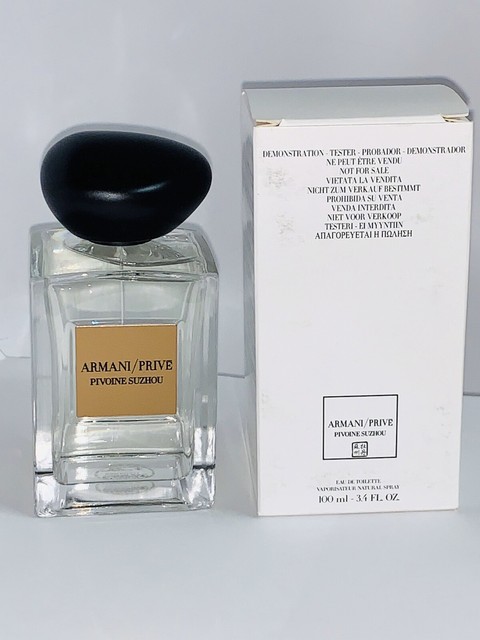 ARMANI/PRIVE
PIVOINE SUZHOU
DEMONSTRATION - TESTER - PROBADOR - DEMONSTRADOR
NE PEUT ÊTRE VENDU
NOT FOR SALE
VIETATA LA VENDITA
NICHT ZUM VERKAUF BESTIMMT
PROHIBIDA SU VENTA
VENDA INTERDITA
NIET VOOR VERKOOP
TESTERI - EI MYYNTIIN
ΑΠΑΓΟΡΕΥΕΤΑΙ Η ΠΩΛΗΣΗ
ARMANI/PRIVÉ
PIVOINE SUZHOU
EAU DE TOILETTE
VAPORISATEUR NATURAL SPRAY
100 ml - 3.4 FL. OZ.